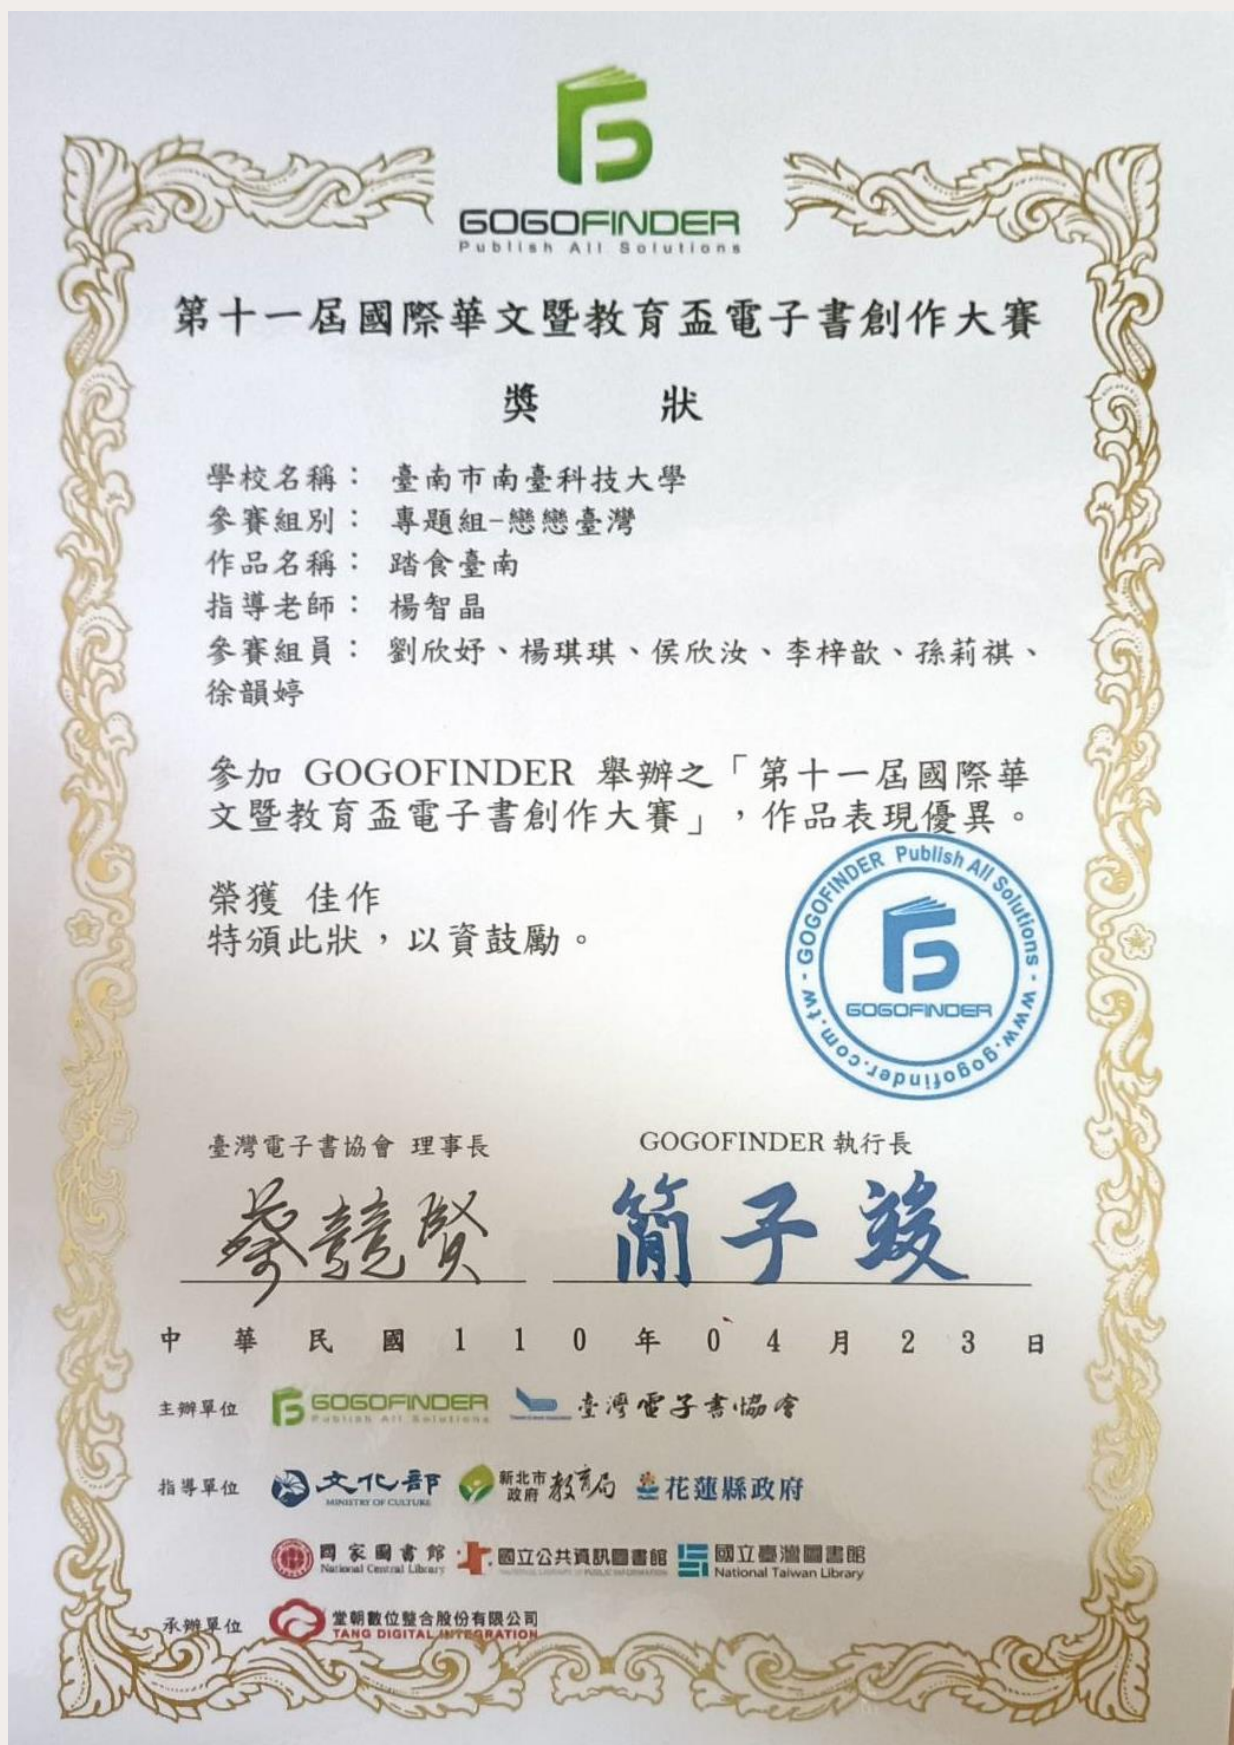 GOGOFINDER
Publish All Solutions
第十一屆國際華文暨教育盃電子書創作大賽
獎 狀
學校名稱： 臺南市南臺科技大學
參賽組別： 專題組-戀戀臺灣
作品名稱： 踏食臺南
指導老師： 楊智晶
參賽組員： 劉欣妤、楊琪琪、侯欣汝、李梓歆、孫莉祺、
徐韻婷
參加 GOGOFINDER 舉辦之「第十一屆國際華
文暨教育盃電子書創作大賽」，作品表現優異。
榮獲 佳作
特頒此狀，以資鼓勵。
GOGOFINDER Publish All Solutions - www.gogofinder.com.tw -
GOGOFINDER
臺灣電子書協會 理事長
GOGOFINDER 執行長
蔡競賢
簡子竣
中華民國110年04月23日
主辦單位 GOGOFINDER Publish All Solutions 臺灣電子書協會
指導單位 文化部 MINISTRY OF CULTURE 新北市政府 教育局 花蓮縣政府
國家圖書館 National Central Library 國立公共資訊圖書館 NATIONAL LIBRARY OF PUBLIC INFORMATION 國立臺灣圖書館 National Taiwan Library
承辦單位 堂朝數位整合股份有限公司 TANG DIGITAL INTEGRATION